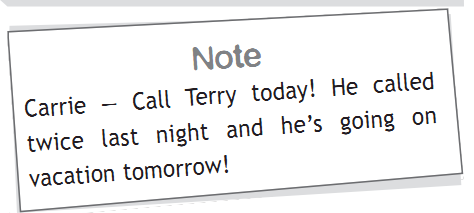 Note
Carrie – Call Terry today! He called
twice last night and he's going on
vacation tomorrow!